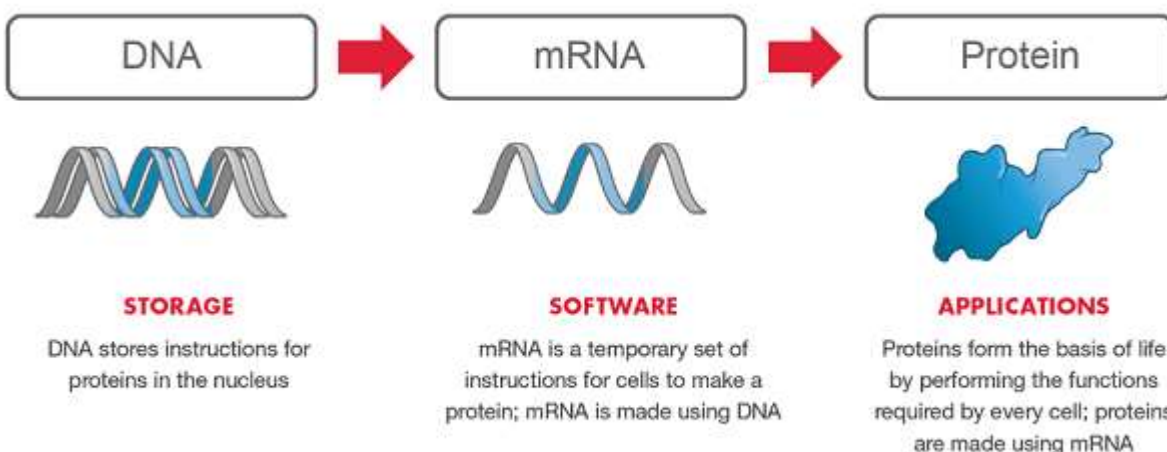 DNA
mRNA
Protein
STORAGE
DNA stores instructions for
proteins in the nucleus
SOFTWARE
mRNA is a temporary set of
instructions for cells to make a
protein; mRNA is made using DNA
APPLICATIONS
Proteins form the basis of life
by performing the functions
required by every cell; proteins
are made using mRNA